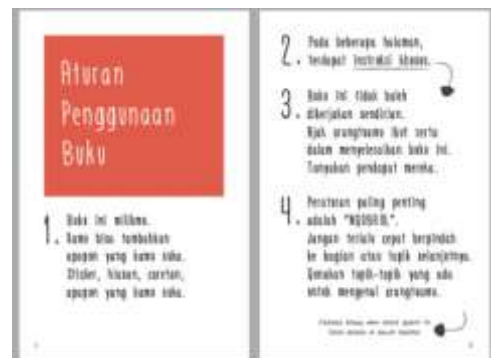 Aturan
Penggunaan
Buku
1. Buku ini milikmu.
Kamu bisa tambahkan
apapun yang kamu suka.
Sticker, hiasan, coretan,
apapun yang kamu suka.
2. Pada beberapa halaman,
terdapat instruksi khusus.
3. Buku ini tidak boleh
dikerjakan sendirian.
Ajak orangtuamu ikut serta
dalam menyelesaikan buku ini.
Tanyakan pendapat mereka.
4. Peraturan paling penting
adalah "NGOBROL".
Jangan terlalu cepat berpindah
ke bagian atau topik selanjutnya.
Gunakan topik-topik yang ada
untuk mengenal orangtuamu.